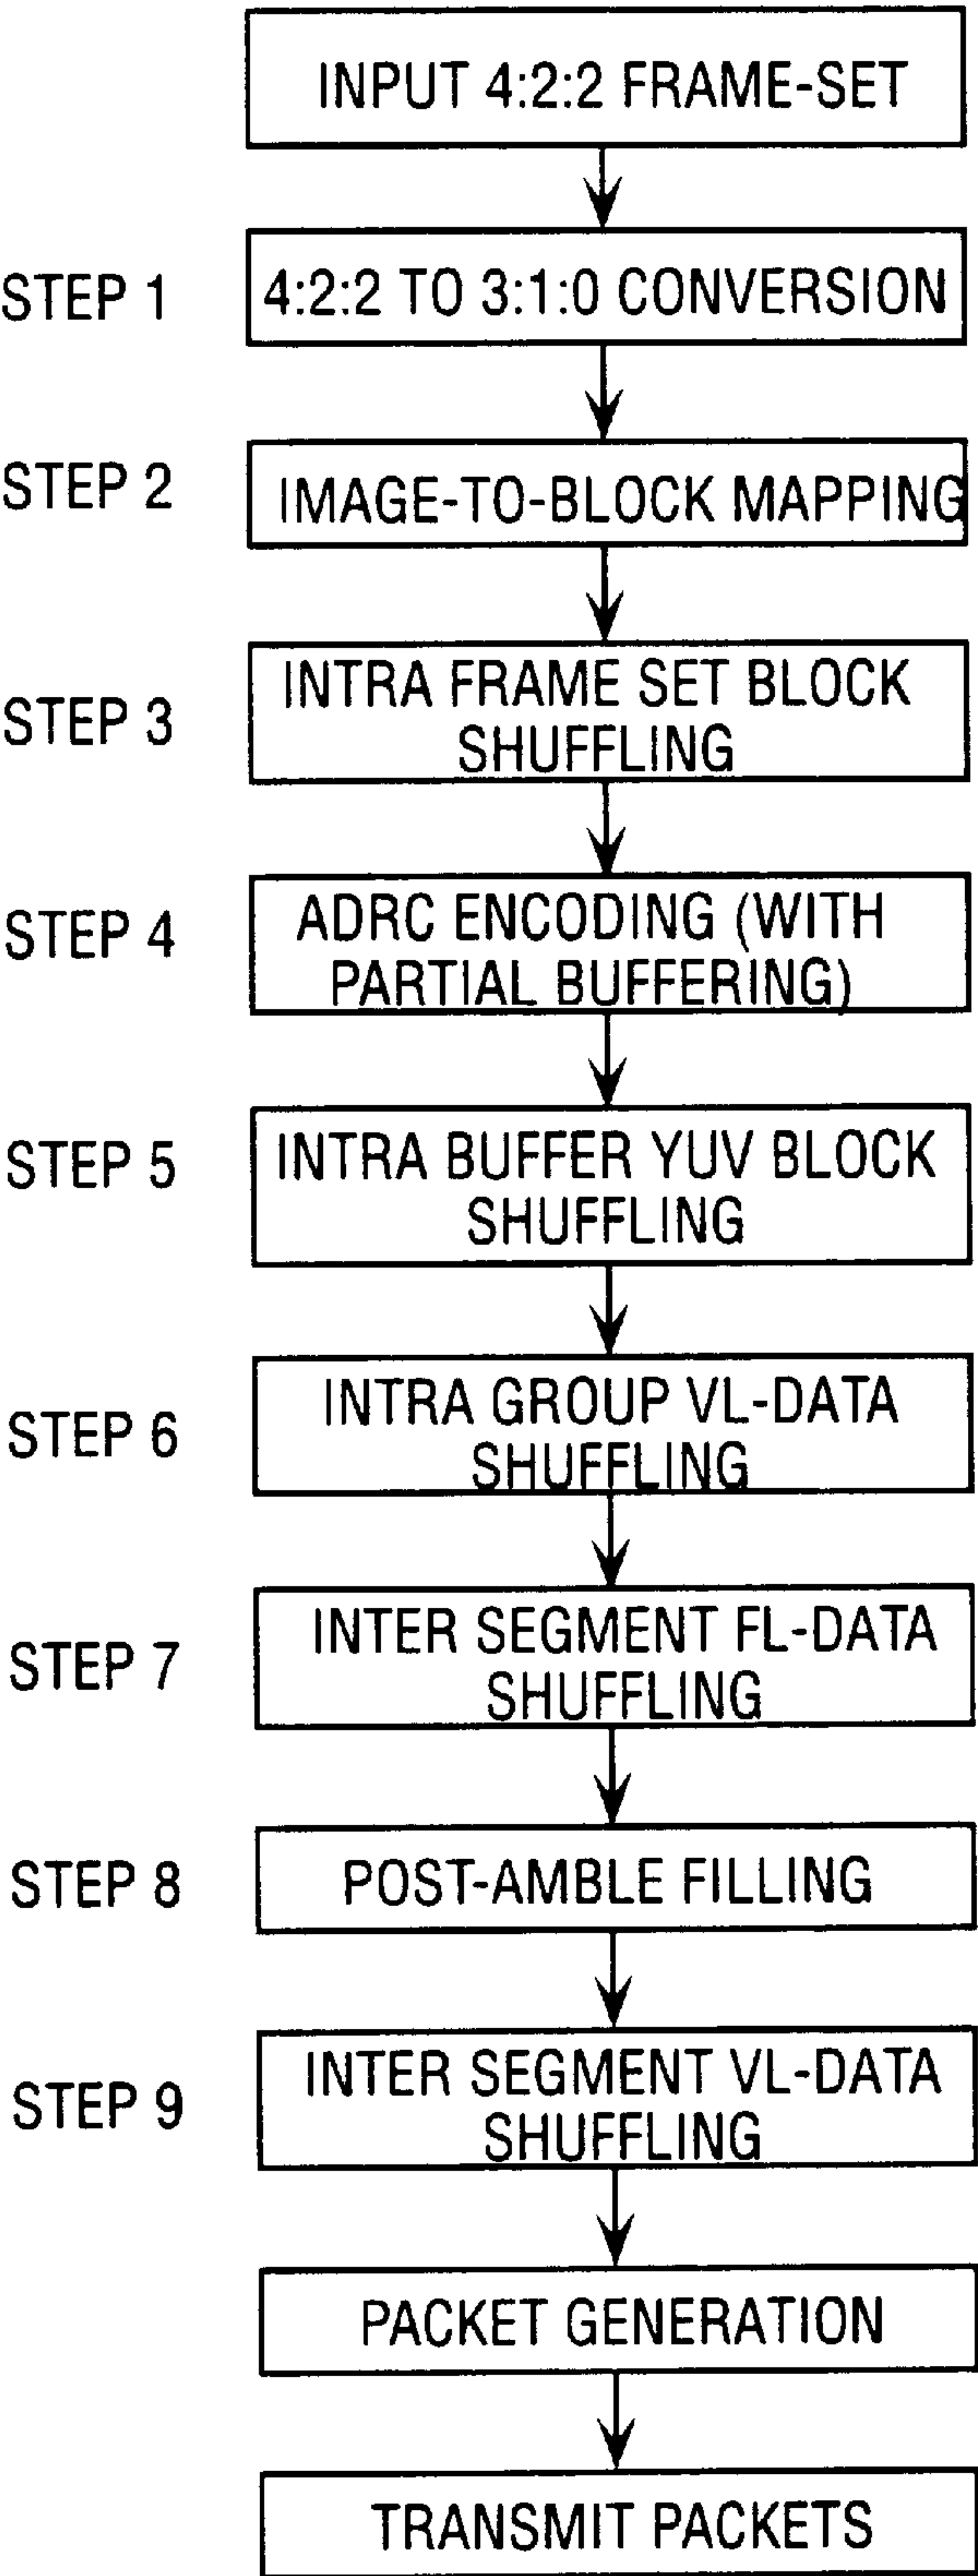 INPUT 4:2:2 FRAME-SET
STEP 1
4:2:2 TO 3:1:0 CONVERSION
STEP 2
IMAGE-TO-BLOCK MAPPING
STEP 3
INTRA FRAME SET BLOCK
SHUFFLING
STEP 4
ADRC ENCODING (WITH
PARTIAL BUFFERING)
STEP 5
INTRA BUFFER YUV BLOCK
SHUFFLING
STEP 6
INTRA GROUP VL-DATA
SHUFFLING
STEP 7
INTER SEGMENT FL-DATA
SHUFFLING
STEP 8
POST-AMBLE FILLING
STEP 9
INTER SEGMENT VL-DATA
SHUFFLING
PACKET GENERATION
TRANSMIT PACKETS